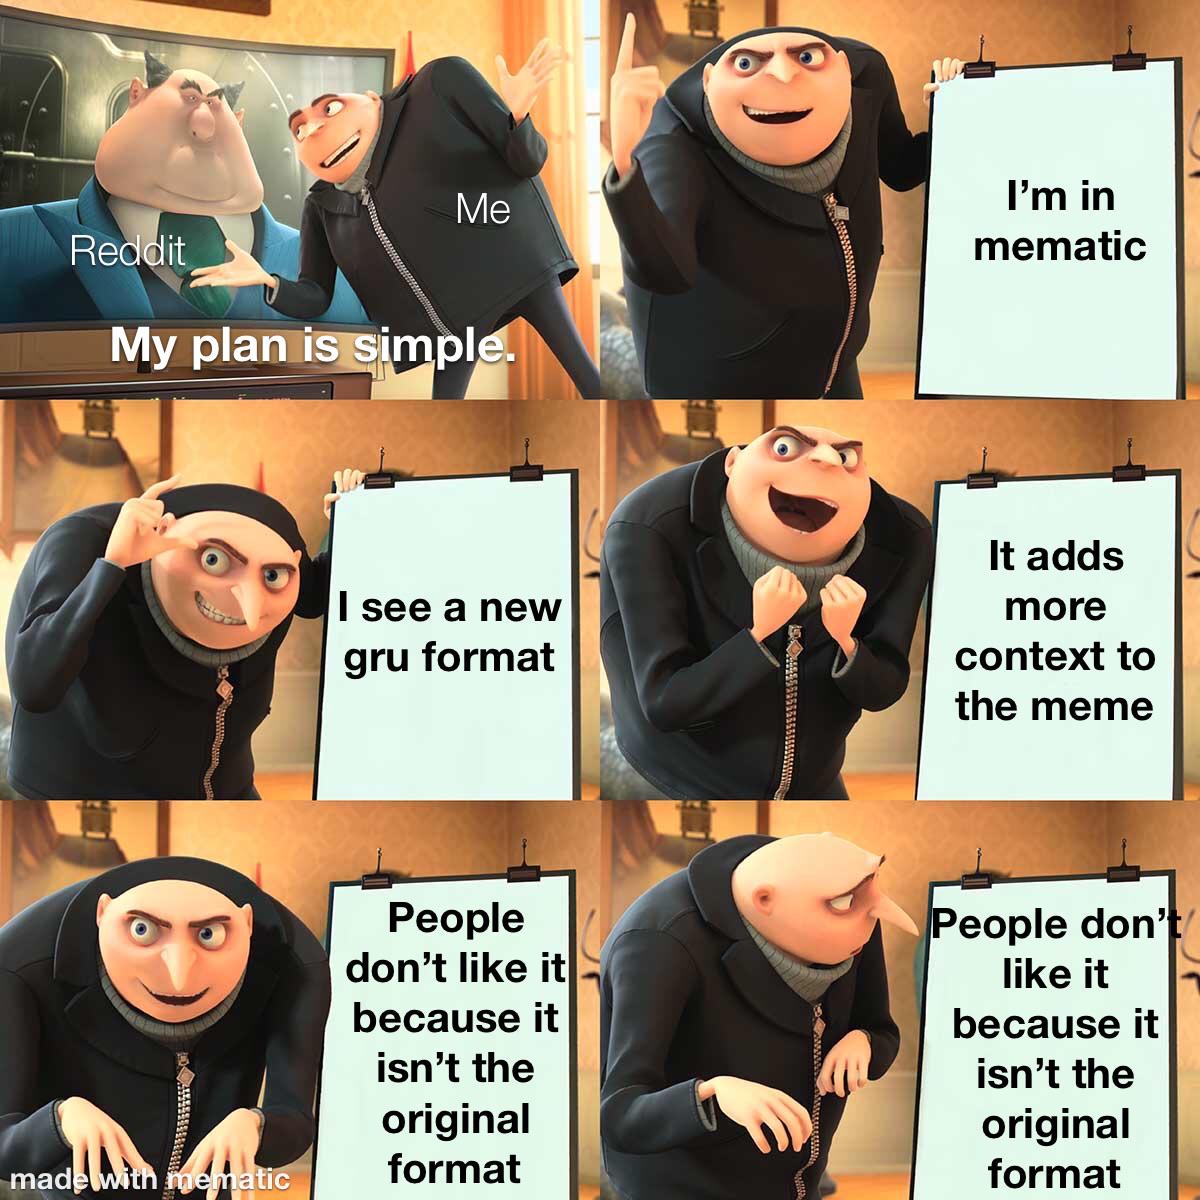 Reddit
Me
My plan is simple.
I’m in
mematic
I see a new
gru format
It adds
more
context to
the meme
People
don’t like it
because it
isn’t the
original
format
People don’t
like it
because it
isn’t the
original
format
made with mematic